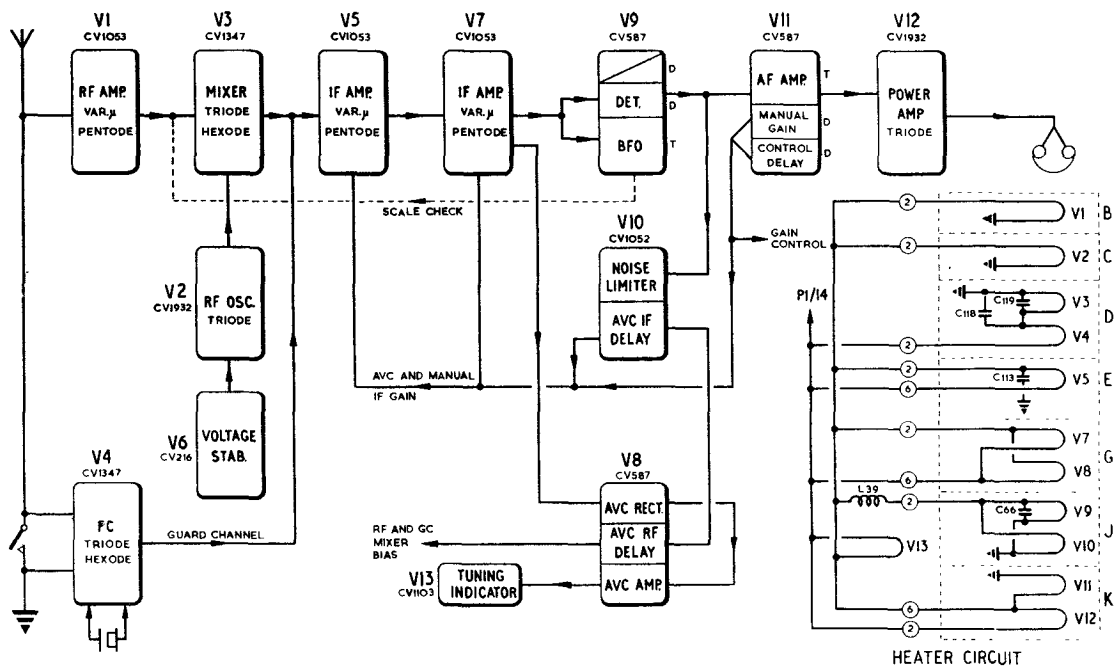 V1
CV1053
RF AMP.
VAR.μ
PENTODE
V3
CV1347
MIXER
TRIODE
HEXODE
V5
CV1053
IF AMP.
VAR.μ
PENTODE
V7
CV1053
IF AMP.
VAR.μ
PENTODE
V9
CV587
D
DET.
D
BFO
T
V11
CV587
AF AMP.
T
MANUAL
GAIN
D
CONTROL
DELAY
D
V12
CV1932
POWER
AMP
TRIODE
SCALE CHECK
V2
CV1932
RF OSC.
TRIODE
V6
CV216
VOLTAGE
STAB.
V10
CV1052
NOISE
LIMITER
AVC IF
DELAY
GAIN
CONTROL
AVC AND MANUAL
IF GAIN
V4
CV1347
FC
TRIODE
HEXODE
GUARD CHANNEL
V8
CV587
AVC RECT.
AVC RF
DELAY
AVC AMP.
RF AND GC
MIXER
BIAS
V13
CV1103
TUNING
INDICATOR
P1/14
2
V1
B
2
V2
C
C118
C119
V3
D
V4
2
2
V5
E
6
C113
2
V7
G
V8
6
L39
2
C66
V9
J
V10
V13
V11
K
6
V12
2
HEATER CIRCUIT